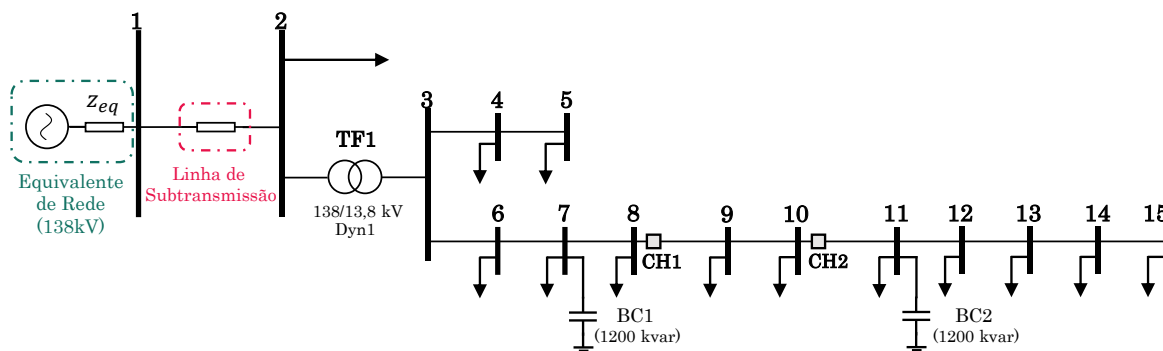 1
2
Z_eq
3
4
5
TF1
Equivalente
de Rede
(138kV)
Linha de
Subtransmissão
138/13,8 kV
Dyn1
6
7
8
CH1
9
10
CH2
11
12
13
14
15
BC1
(1200 kvar)
BC2
(1200 kvar)